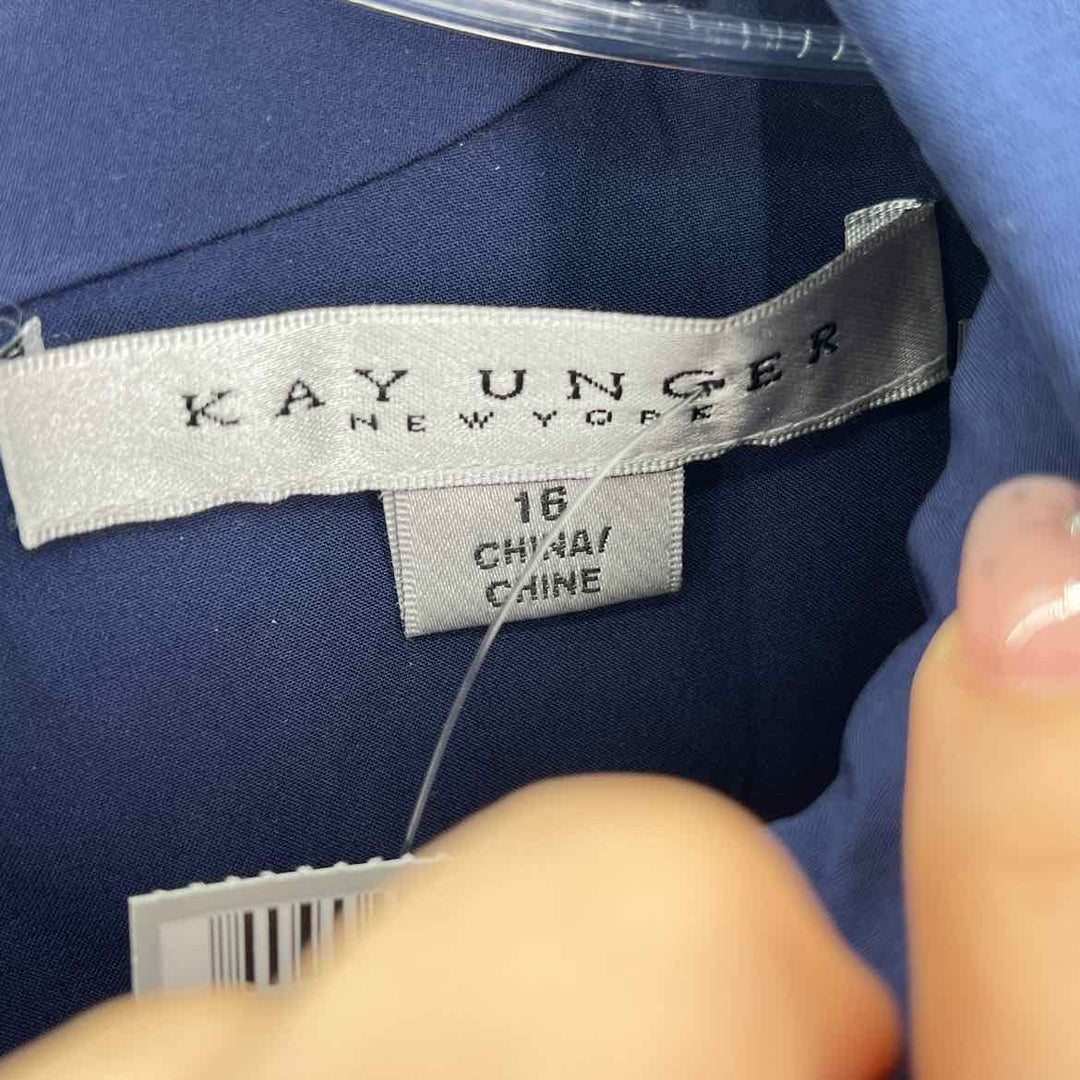 KAY UNGER
NEW YORK
16
CHINA/
CHINE